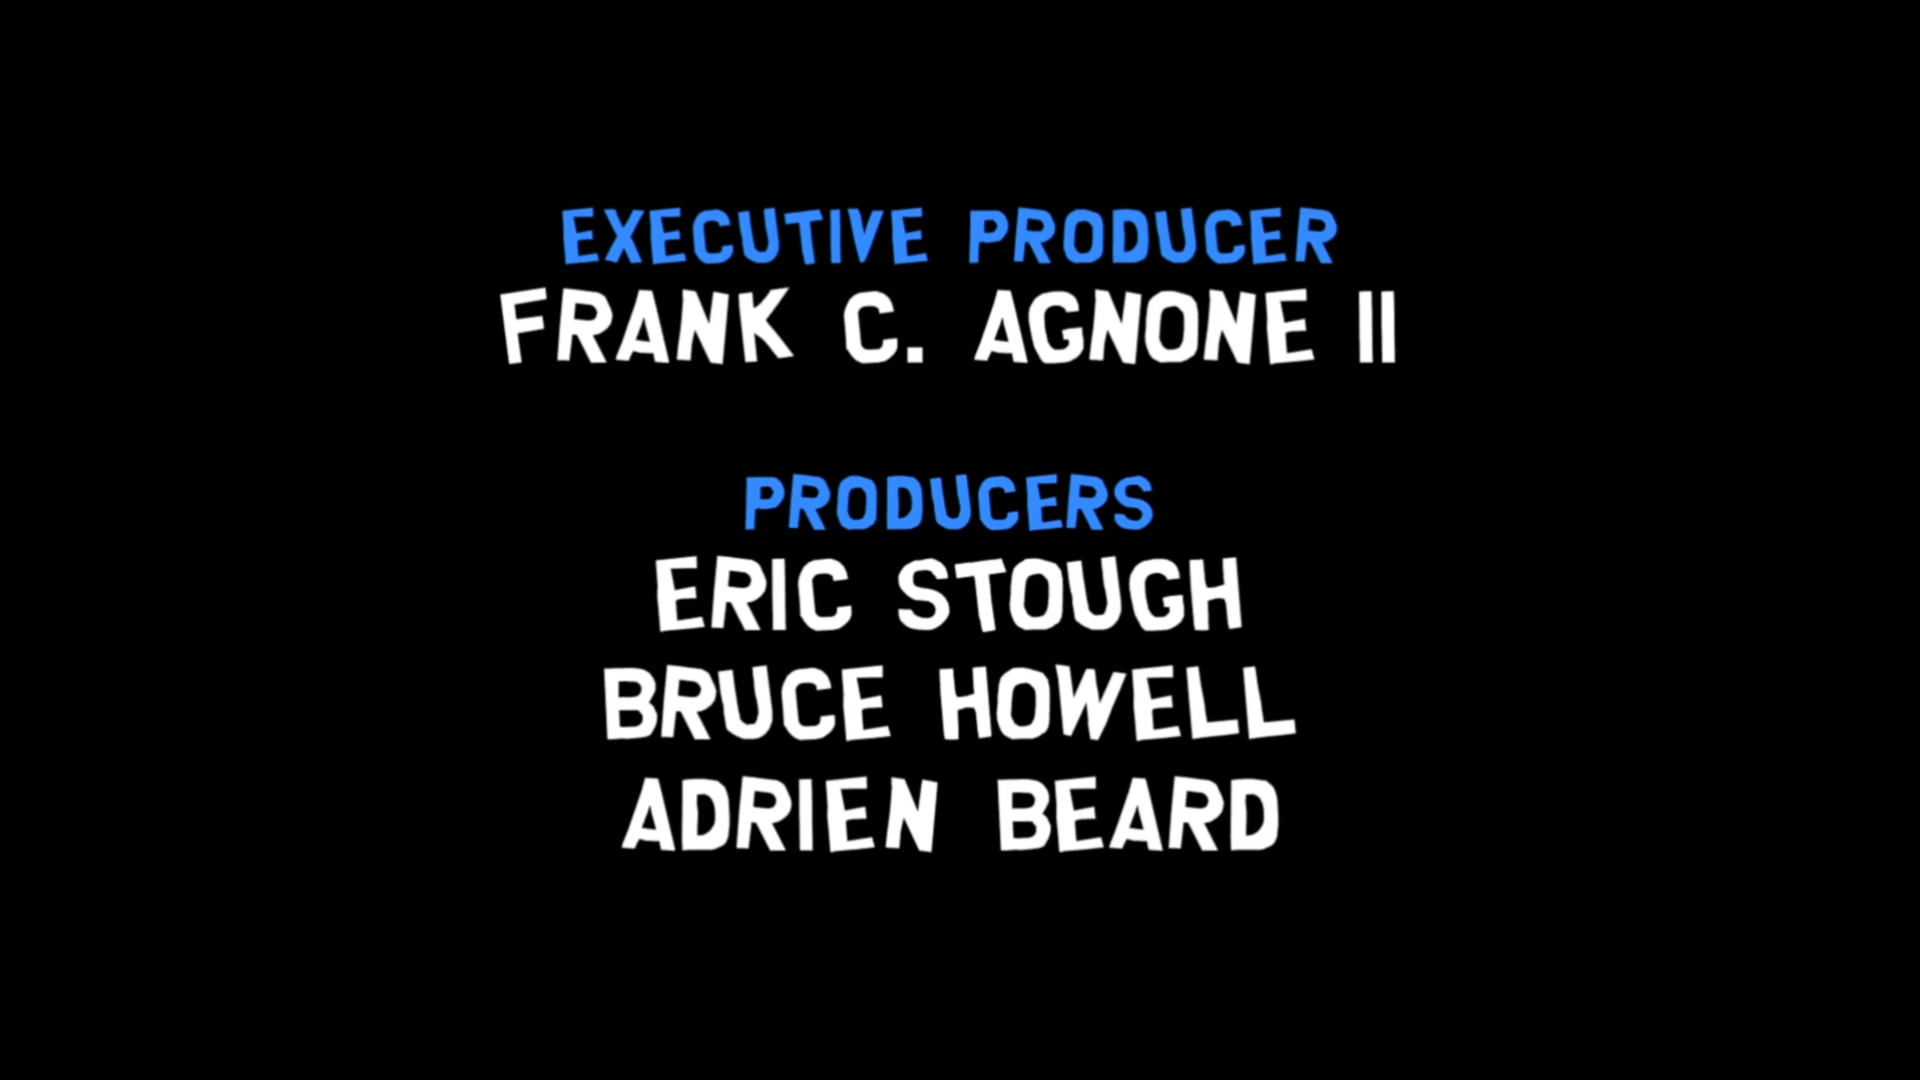 EXECUTIVE PRODUCER
FRANK C. AGNONE II
PRODUCERS
ERIC STOUGH
BRUCE HOWELL
ADRIEN BEARD